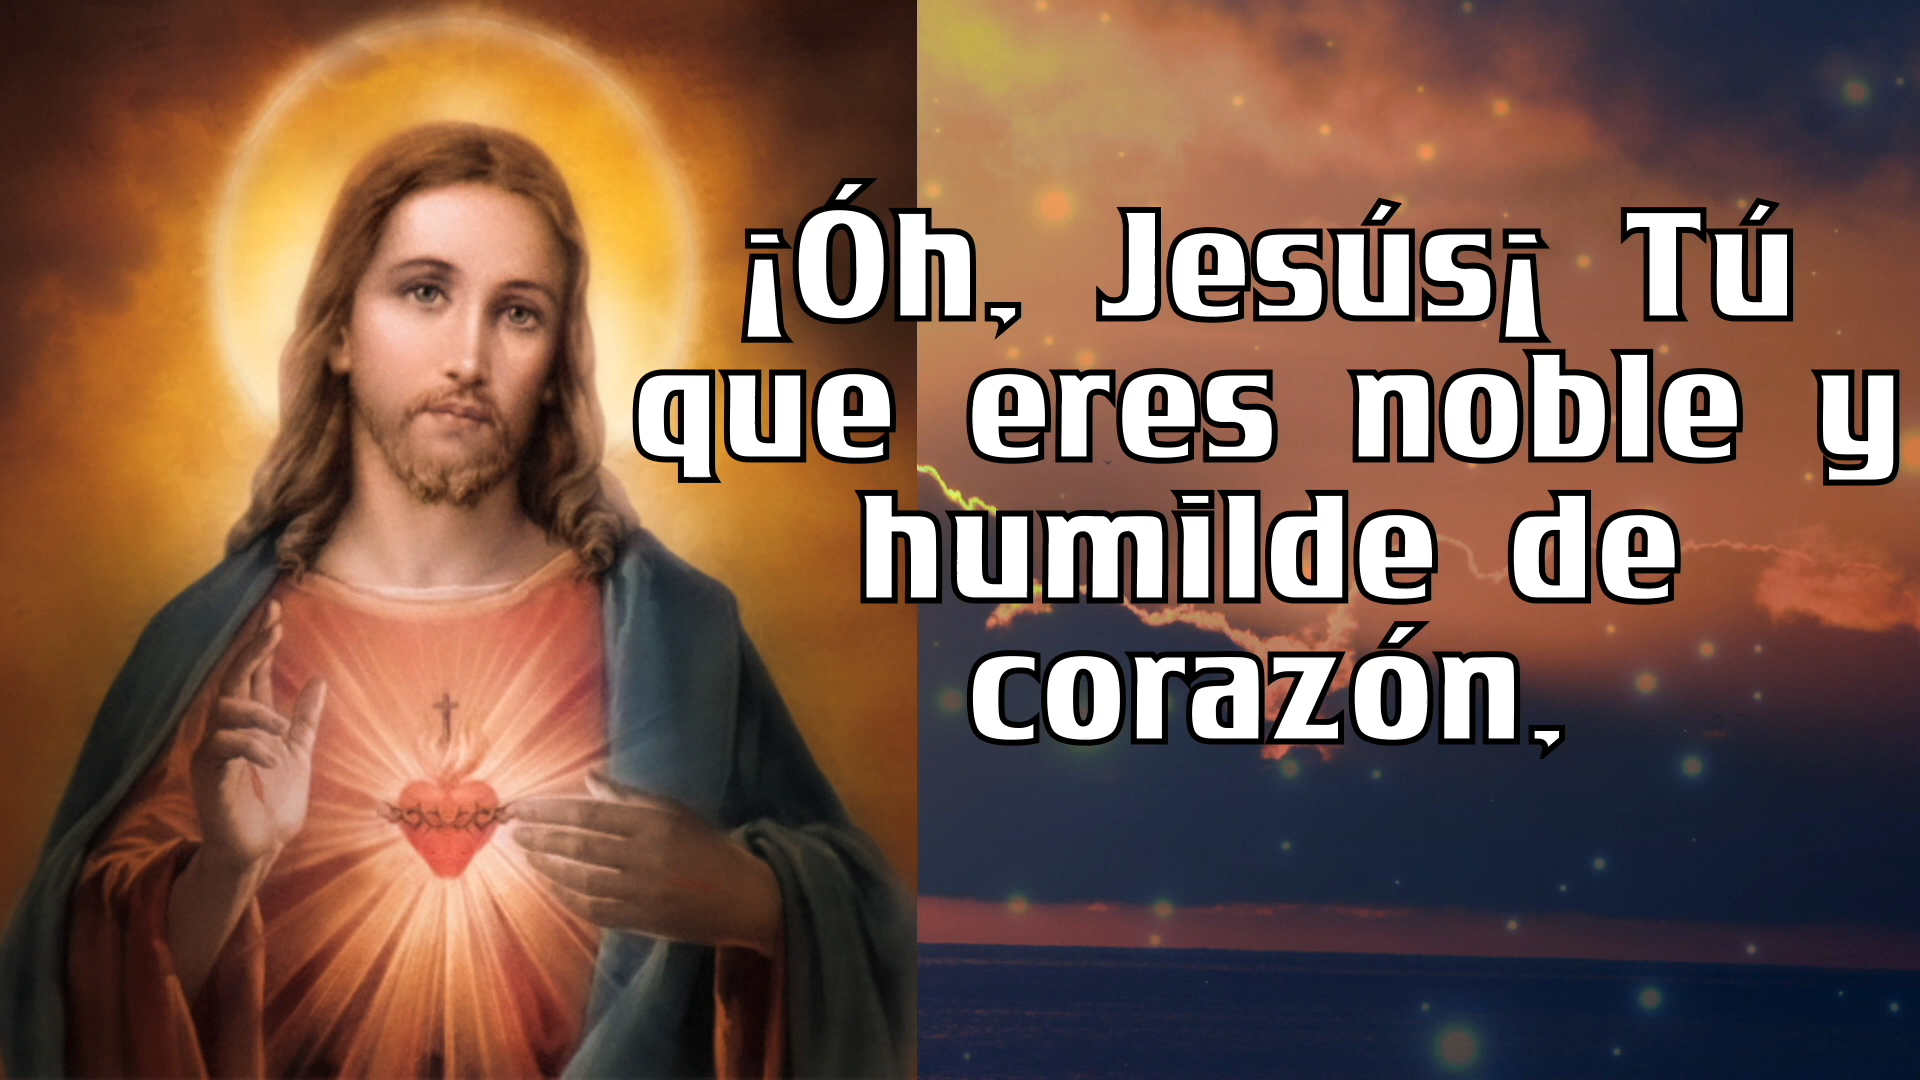 ¡Óh, Jesús¡ Tú
que eres noble y
humilde de
corazón,